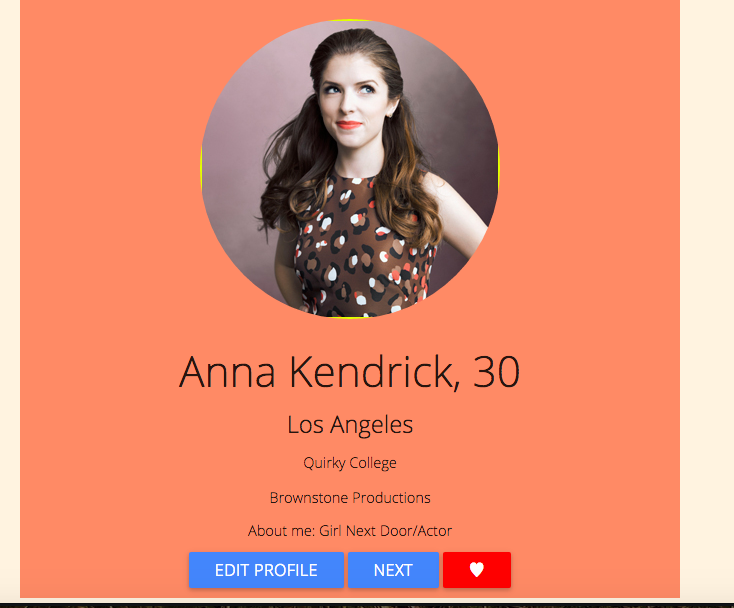 Anna Kendrick, 30
Los Angeles
Quirky College
Brownstone Productions
About me: Girl Next Door/Actor
EDIT PROFILE NEXT